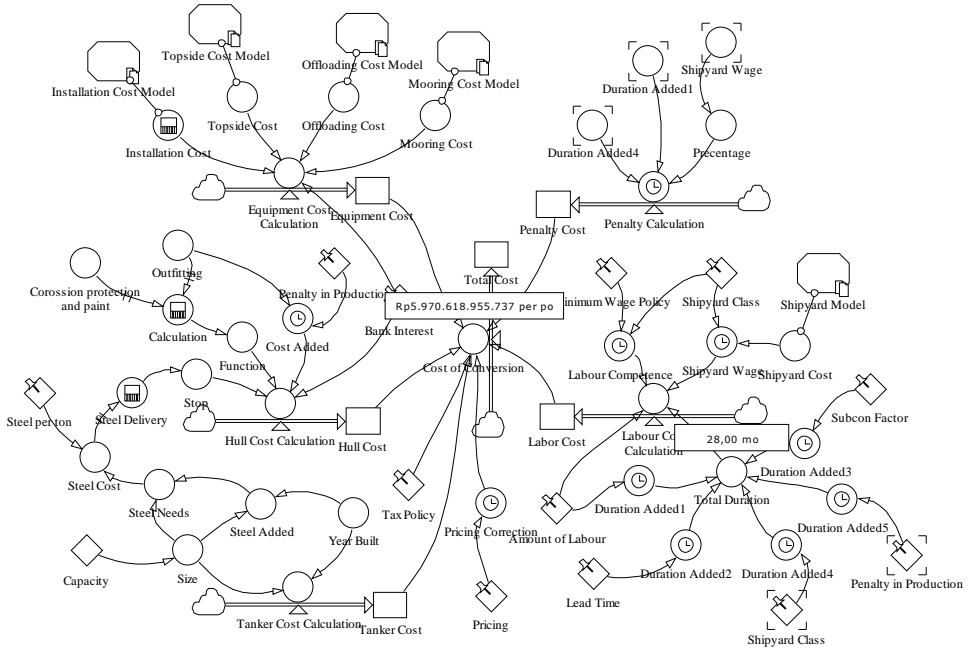 Topside Cost Model
Offloading Cost Model
Mooring Cost Model
Installation Cost Model
Topside Cost
Offloading Cost
Mooring Cost
Installation Cost
Shipyard Wage
Duration Added1
Duration Added4
Precentage
Equipment Cost
Calculation
Equipment Cost
Penalty Cost
Penalty Calculation
Outfitting
Corossion protection
and paint
Penalty in Production
Total Cost
Rp5.970.618.955.737 per po
inimum Wage Policy
Shipyard Class
Shipyard Model
Calculation
Cost Added
Bank Interest
Function
Cost of Conversion
Labour Competence
Shipyard Wage
Shipyard Cost
Steel per ton
Steel Delivery
Stop
Hull Cost Calculation
Hull Cost
Labor Cost
Labour Co
Calculation
28,00 mo
Subcon Factor
Duration Added3
Steel Cost
Steel Needs
Steel Added
Year Built
Tax Policy
Pricing Correction
Amount of Labour
Duration Added1
Total Duration
Duration Added5
Capacity
Size
Duration Added2
Duration Added4
Penalty in Production
Lead Time
Tanker Cost Calculation
Tanker Cost
Pricing
Shipyard Class